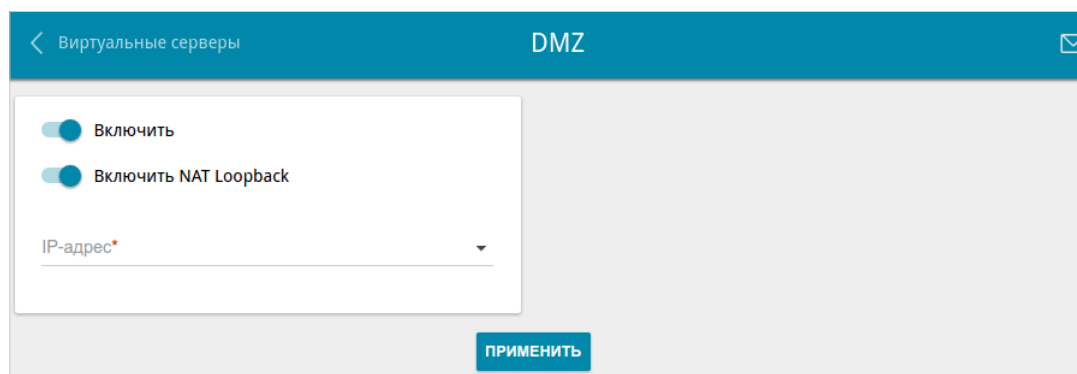 Виртуальные серверы
DMZ
Включить
Включить NAT Loopback
IP-адрес*
ПРИМЕНИТЬ